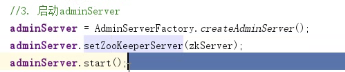 //3. 启动adminServer
adminServer = AdminServerFactory.createAdminServer();
adminServer.setZooKeeperServer(zkServer);
adminServer.start();